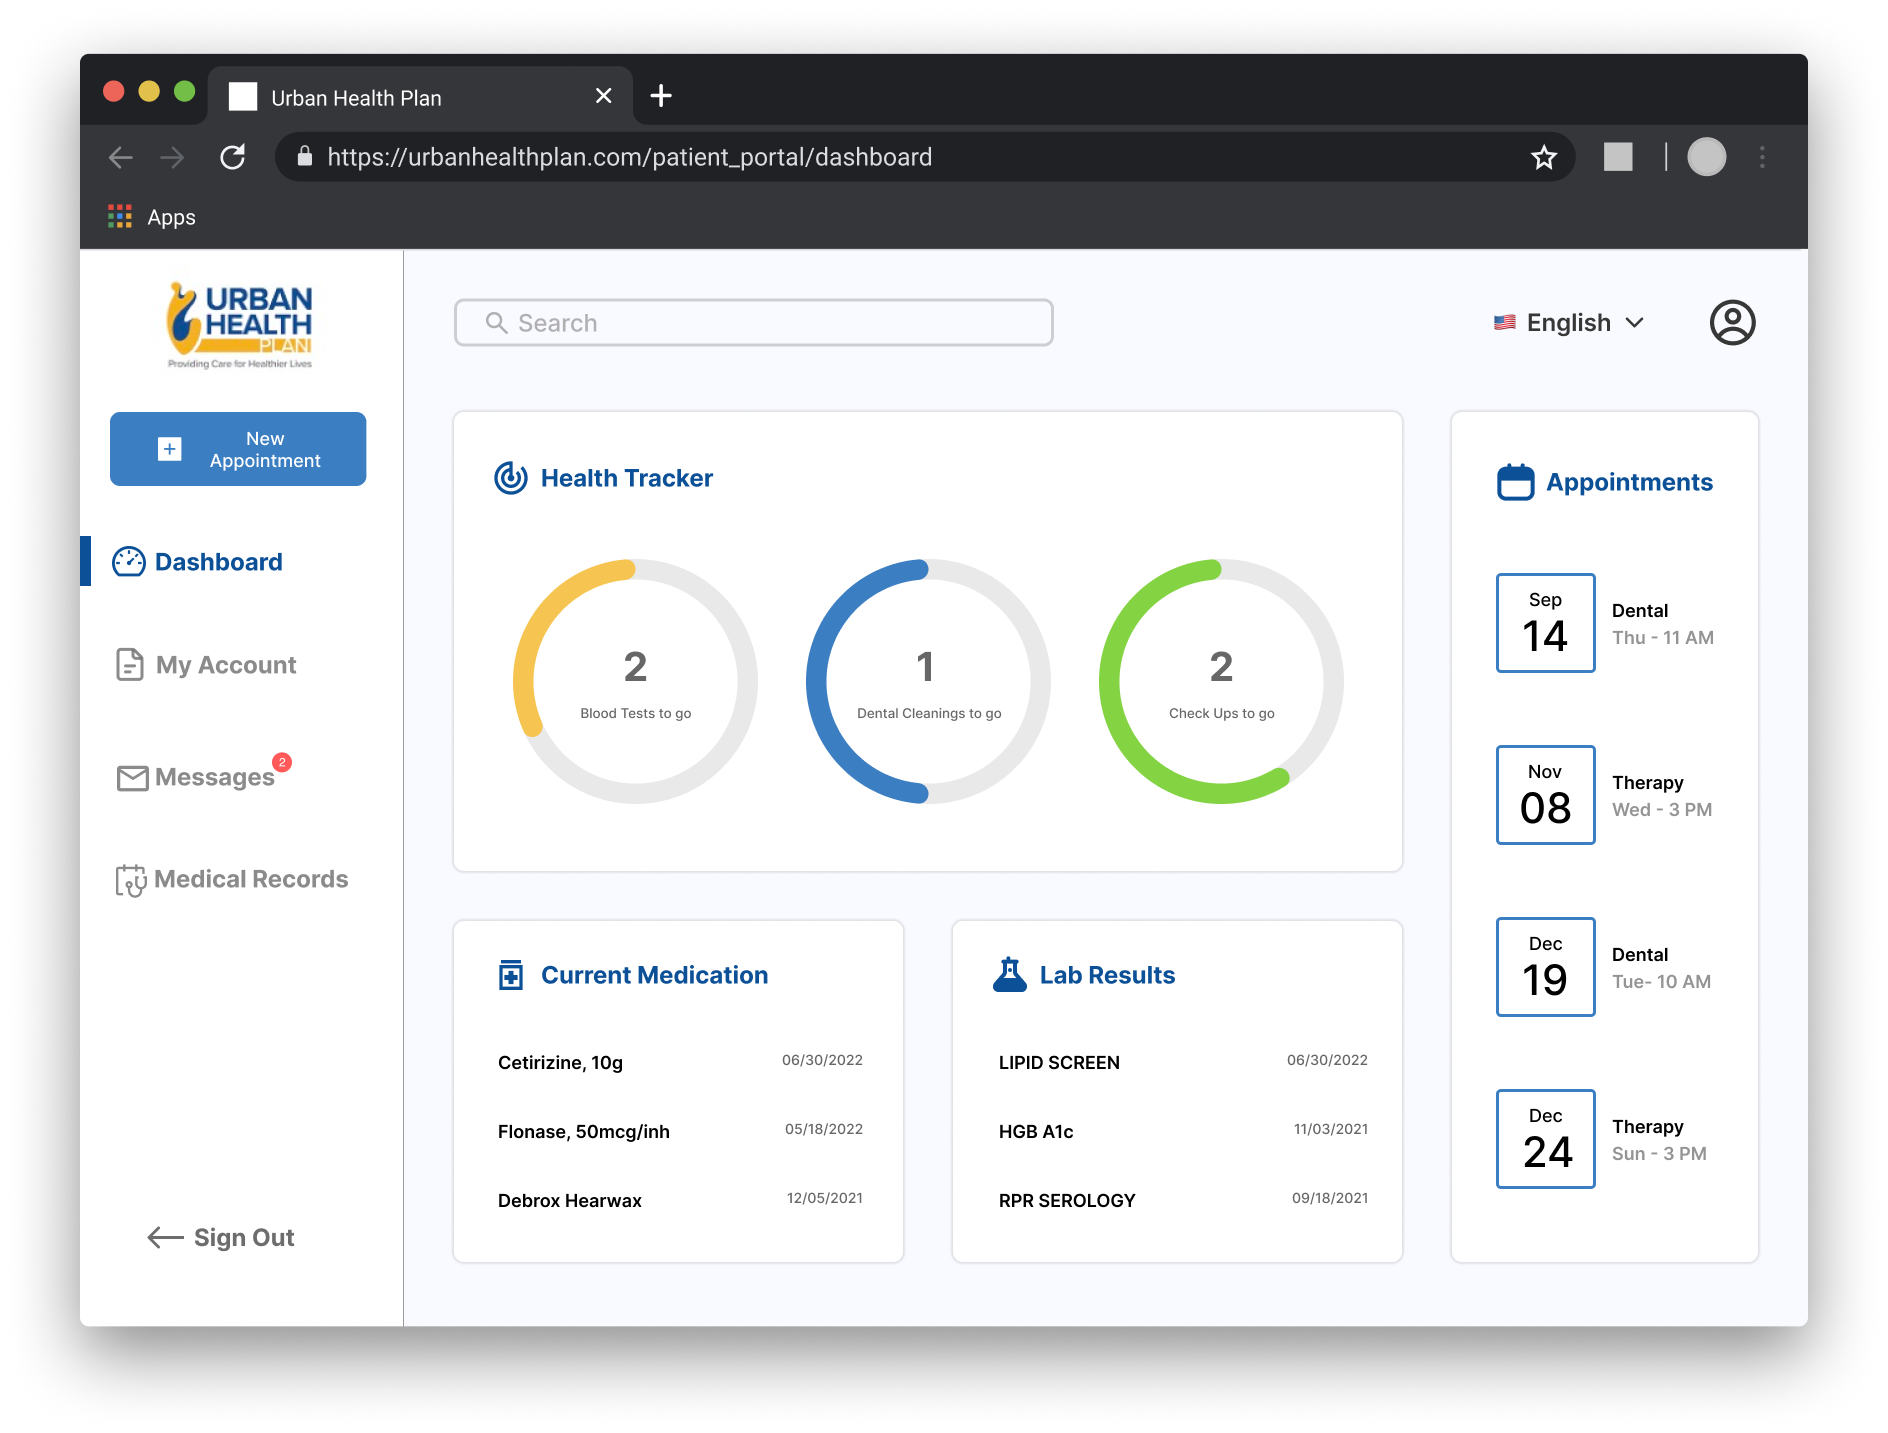 Urban Health Plan
https://urbanhealthplan.com/patient_portal/dashboard
Apps
URBAN
HEALTH
PLAN
Providing Care for Healthier Lives
New
Appointment
Dashboard
My Account
Messages
2
Medical Records
Sign Out
Search
English
Health Tracker
2
Blood Tests to go
1
Dental Cleanings to go
2
Check Ups to go
Current Medication
Cetirizine, 10g 06/30/2022
Flonase, 50mcg/inh 05/18/2022
Debrox Hearwax 12/05/2021
Lab Results
LIPID SCREEN 06/30/2022
HGB A1c 11/03/2021
RPR SEROLOGY 09/18/2021
Appointments
Sep
14
Dental
Thu - 11 AM
Nov
08
Therapy
Wed - 3 PM
Dec
19
Dental
Tue- 10 AM
Dec
24
Therapy
Sun - 3 PM